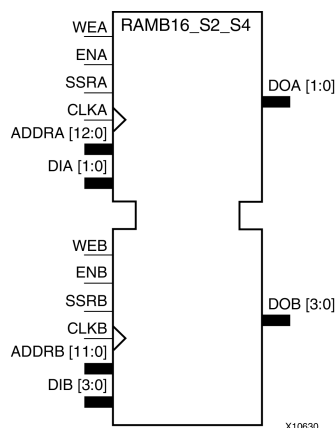 RAMB16_S2_S4
WEA
ENA
SSRA
CLKA
ADDRA [12:0]
DIA [1:0]
DOA [1:0]
WEB
ENB
SSRB
CLKB
ADDRB [11:0]
DIB [3:0]
DOB [3:0]
X10630